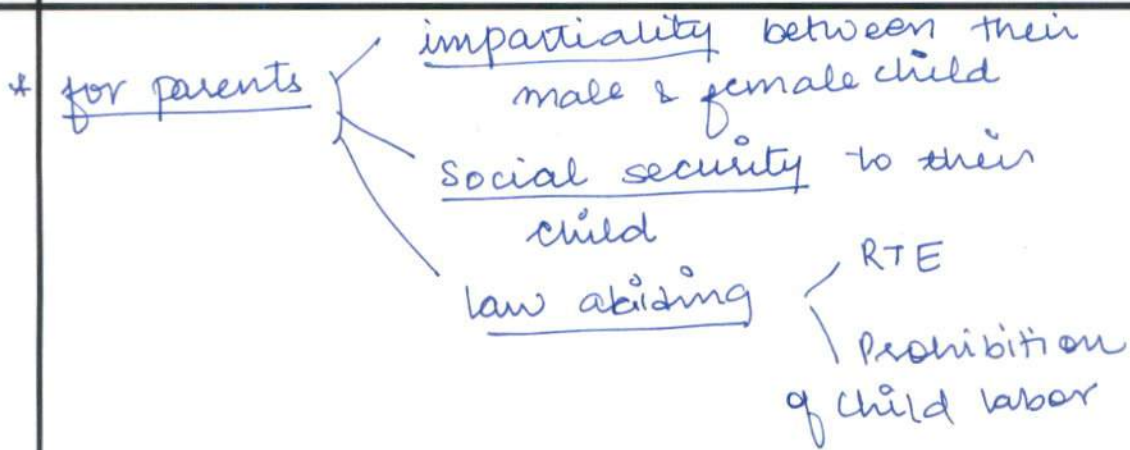 impartiality between their
* for parents
male & female child
Social security to their
child
law abiding
RTE
Prohibition
of child labor